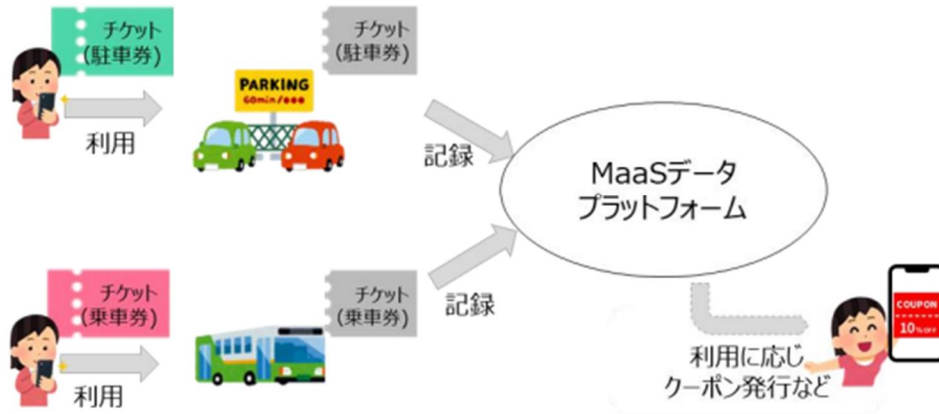 チケット
(駐車券)
チケット
(駐車券)
PARKING
60min/●●●
利用
記録
MaaSデータ
プラットフォーム
チケット
(乗車券)
チケット
(乗車券)
記録
利用
COUPON
10%OFF
利用に応じ
クーポン発行など